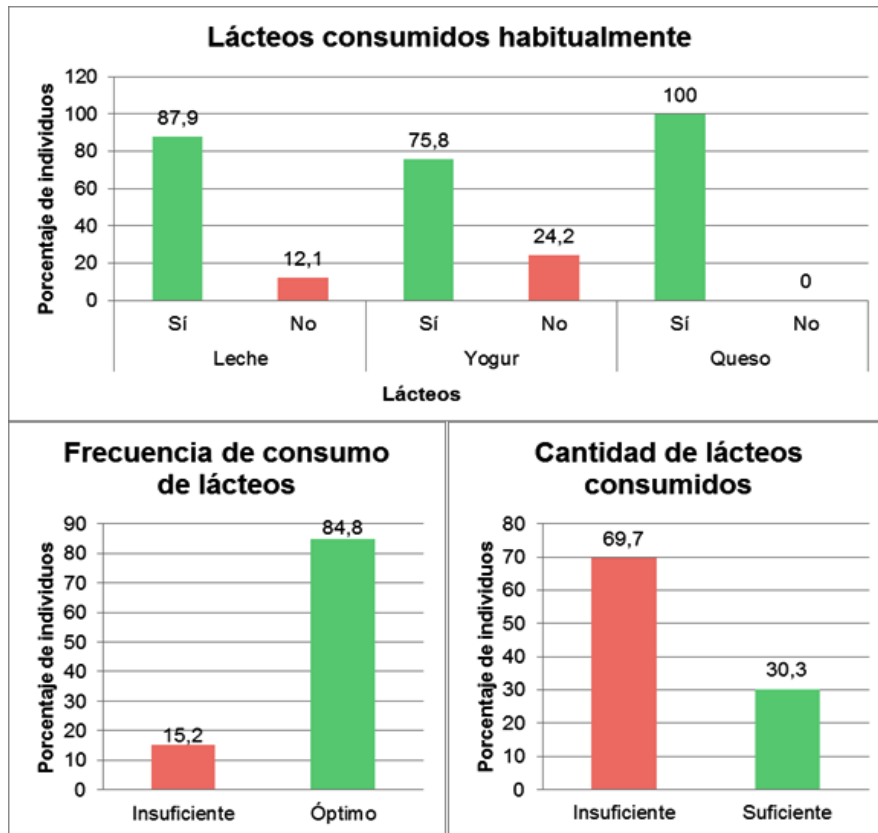 Lácteos consumidos habitualmente
Porcentaje de individuos
120
100
80
60
40
20
0
87,9
12,1
75,8
24,2
100
0
Sí No Sí No Sí No
Leche Yogur Queso
Lácteos
Frecuencia de consumo
de lácteos
Porcentaje de individuos
90
80
70
60
50
40
30
20
10
0
15,2
84,8
Insuficiente Óptimo
Cantidad de lácteos
consumidos
Porcentaje de individuos
80
70
60
50
40
30
20
10
0
69,7
30,3
Insuficiente Suficiente